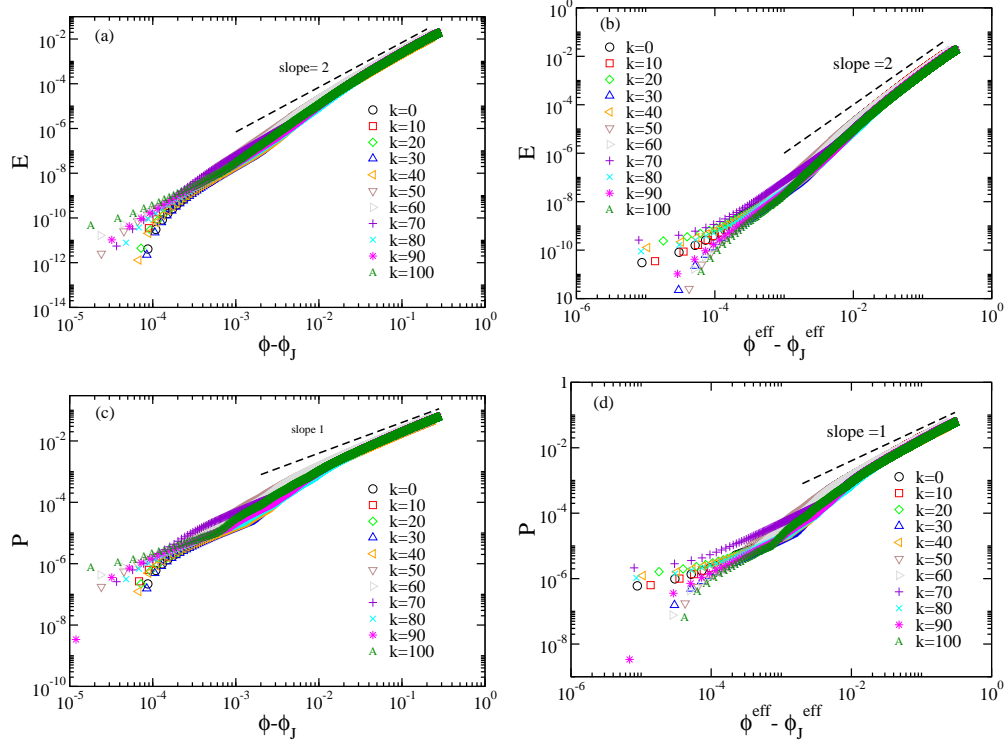 (a)
slope= 2
E
10^-2
10^-4
10^-6
10^-8
10^-10
10^-12
10^-14
k=0
k=10
k=20
k=30
k=40
k=50
k=60
k=70
k=80
k=90
A k=100
10^-5 10^-4 10^-3 10^-2 10^-1 10^0
ϕ-ϕ_J
(b)
slope =2
E
10^0
10^-2
10^-4
10^-6
10^-8
10^-10
10
k=0
k=10
k=20
k=30
k=40
k=50
k=60
k=70
k=80
k=90
A k=100
10^-6 10^-4 10^-2 10^0
ϕ^eff - ϕ_J^eff
(c)
slope 1
P
10^-2
10^-4
10^-6
10^-8
10^-10
k=0
k=10
k=20
k=30
k=40
k=50
k=60
k=70
k=80
k=90
A k=100
10^-5 10^-4 10^-3 10^-2 10^-1 10^0
ϕ-ϕ_J
(d)
slope =1
P
1
10^-2
10^-4
10^-6
10^-8
k=0
k=10
k=20
k=30
k=40
k=50
k=60
k=70
k=80
k=90
A k=100
10^-6 10^-4 10^-2 10^0
ϕ^eff - ϕ_J^eff